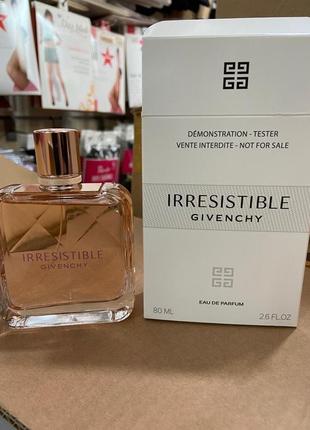 DÉMONSTRATION - TESTER
VENTE INTERDITE - NOT FOR SALE
IRRESISTIBLE
GIVENCHY
EAU DE PARFUM
80 ML 2.6 FL.OZ
IRRESISTIBLE
GIVENCHY